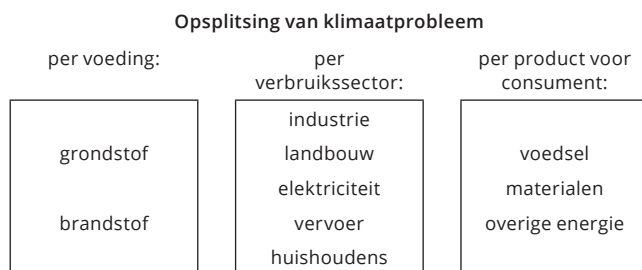 Opsplitsing van klimaatprobleem
per voeding:
grondstof
brandstof
per
verbruikssector:
industrie
landbouw
elektriciteit
vervoer
huishoudens
per product voor
consument:
voedsel
materialen
overige energie